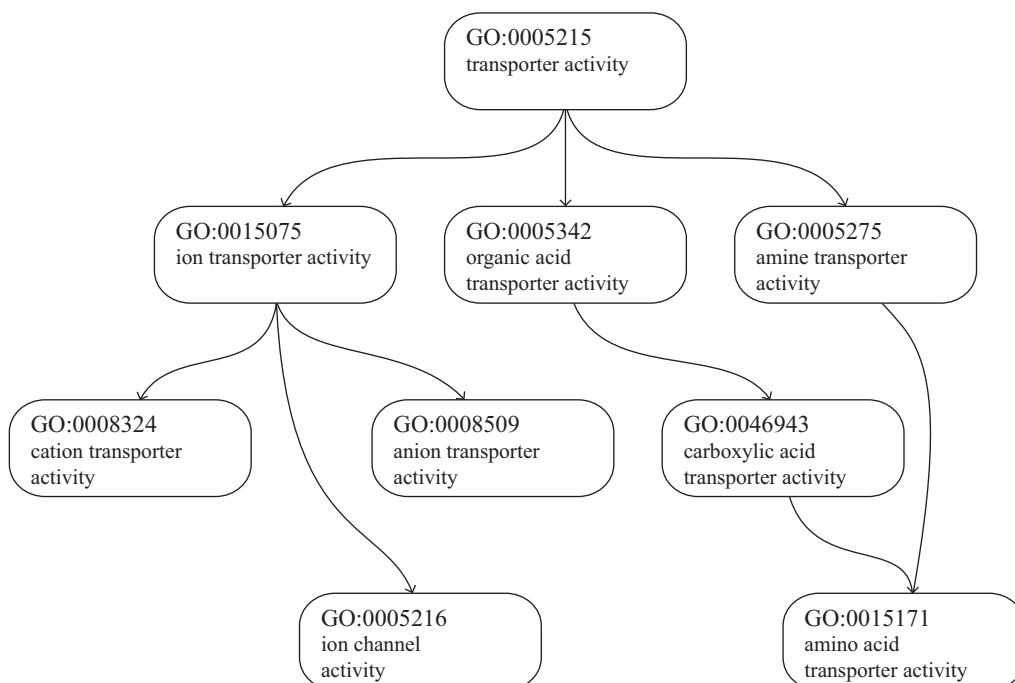 GO:0005215
transporter activity
GO:0015075
ion transporter activity
GO:0005342
organic acid
transporter activity
GO:0005275
amine transporter
activity
GO:0008324
cation transporter
activity
GO:0008509
anion transporter
activity
GO:0046943
carboxylic acid
transporter activity
GO:0005216
ion channel
activity
GO:0015171
amino acid
transporter activity